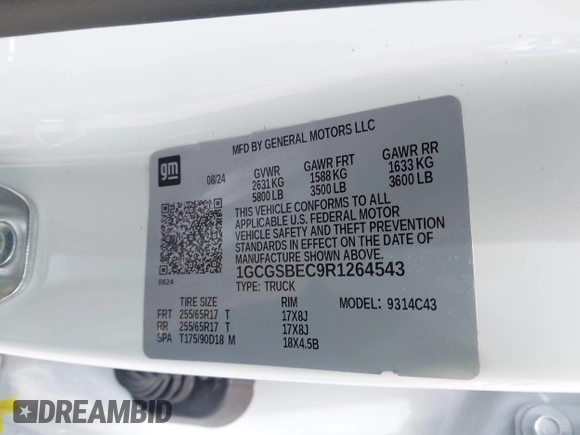 MFD BY GENERAL MOTORS LLC
gm
08/24 GVWR GAWR FRT GAWR RR
2631 KG 1588 KG 1633 KG
5800 LB 3500 LB 3600 LB
THIS VEHICLE CONFORMS TO ALL
APPLICABLE U.S. FEDERAL MOTOR
VEHICLE SAFETY AND THEFT PREVENTION
STANDARDS IN EFFECT ON THE DATE OF
MANUFACTURE SHOWN ABOVE.
1GCGSBEC9R1264543
0624
TYPE: TRUCK
TIRE SIZE RIM MODEL: 9314C43
FRT 255/65R17 T 17X8J
RR 255/65R17 T 17X8J
SPA T175/90D18 M 18X4.5B
DREAMBID